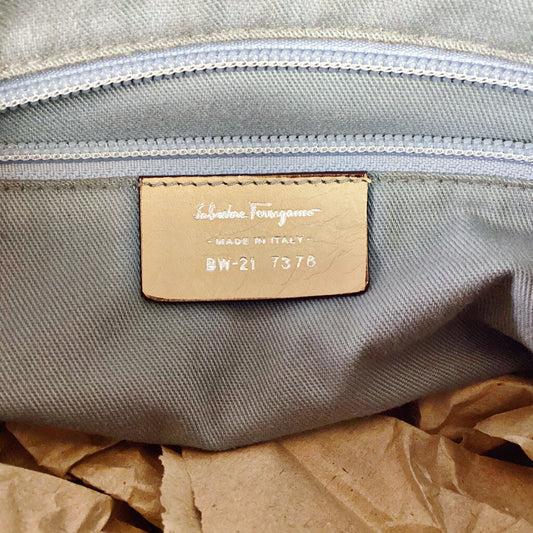 Salvatore Ferragamo
- MADE IN ITALY -
BW-21 7378